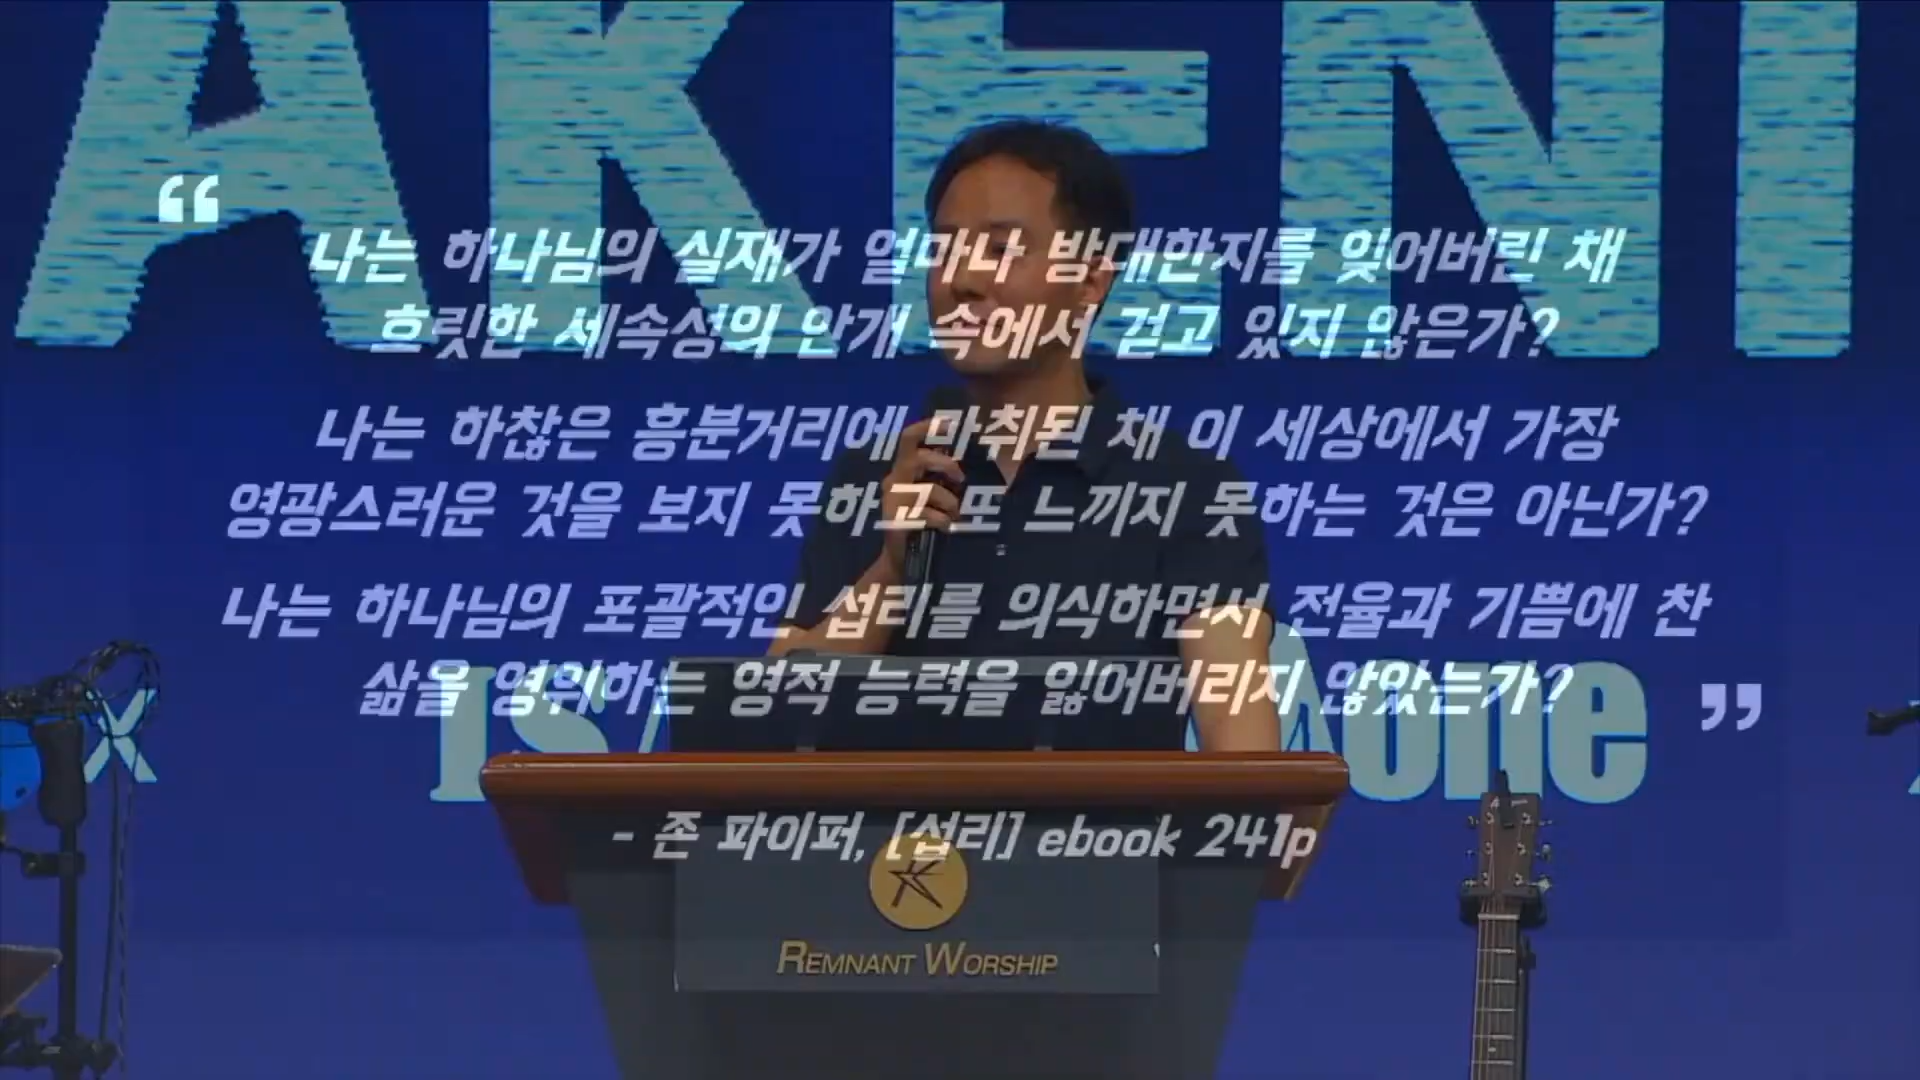 AKENI
“
나는 하나님의 실재가 얼마나 방대한지를 잊어버린 채
흐릿한 세속성의 안개 속에서 걷고 있지 않은가?
나는 하찮은 흥분거리에 마취된 채 이 세상에서 가장
영광스러운 것을 보지 못하고 또 느끼지 못하는 것은 아닌가?
나는 하나님의 포괄적인 섭리를 의식하면서 전율과 기쁨에 찬
삶을 영위하는 영적 능력을 잃어버리지 않았는가?
”
- 존 파이퍼, [섭리] ebook 241p
REMNANT WORSHIP